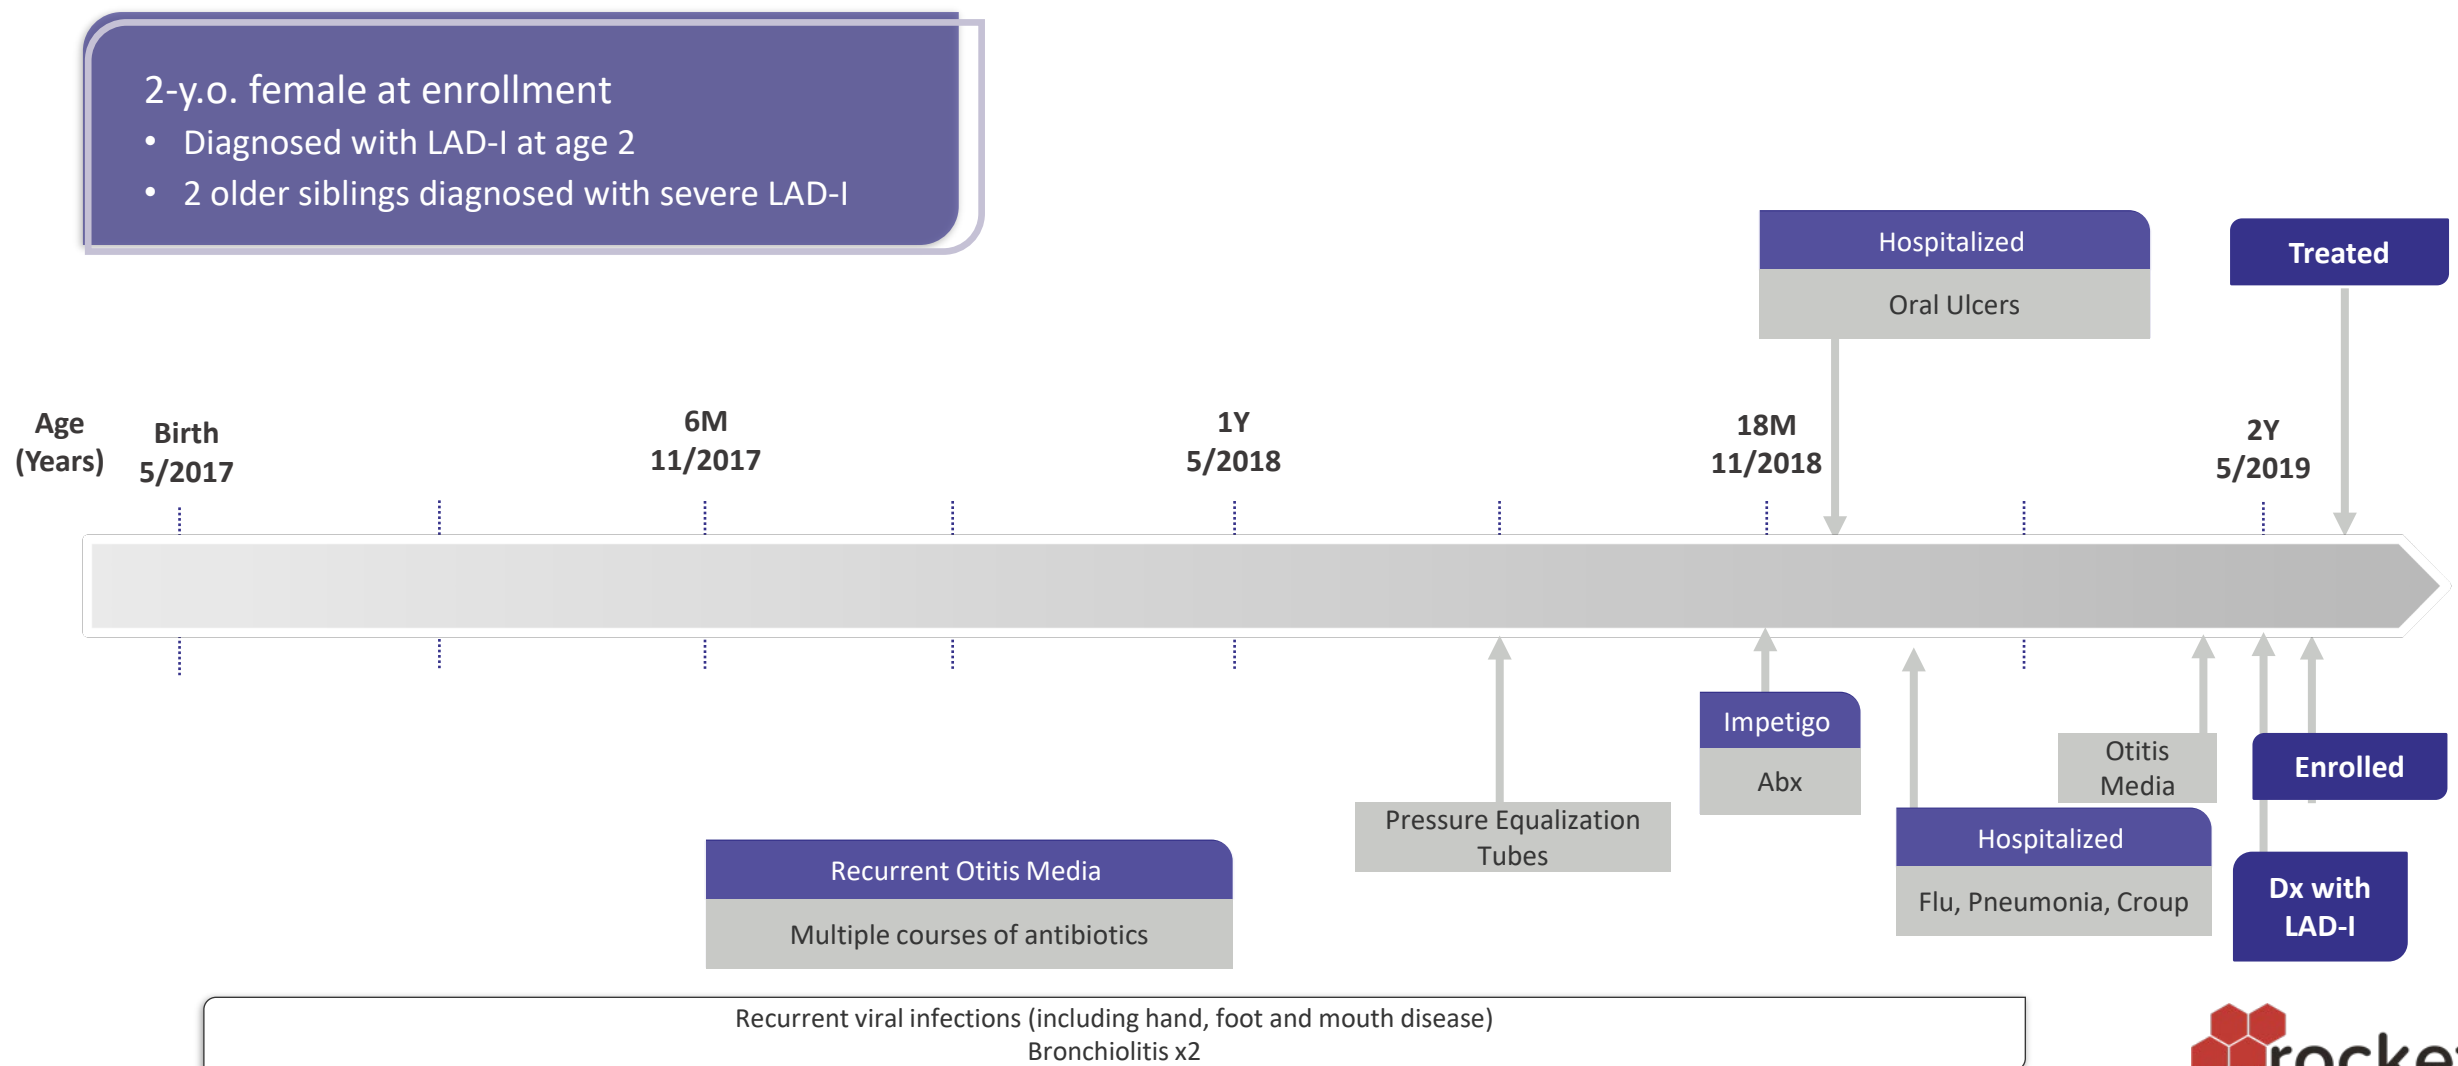 2-y.o. female at enrollment
• Diagnosed with LAD-I at age 2
• 2 older siblings diagnosed with severe LAD-I
Hospitalized
Oral Ulcers
Treated
Age
(Years)
Birth
5/2017
6M
11/2017
1Y
5/2018
18M
11/2018
2Y
5/2019
Recurrent Otitis Media
Multiple courses of antibiotics
Pressure Equalization
Tubes
Impetigo
Abx
Hospitalized
Flu, Pneumonia, Croup
Otitis
Media
Enrolled
Dx with
LAD-I
Recurrent viral infections (including hand, foot and mouth disease)
Bronchiolitis x2
rocket